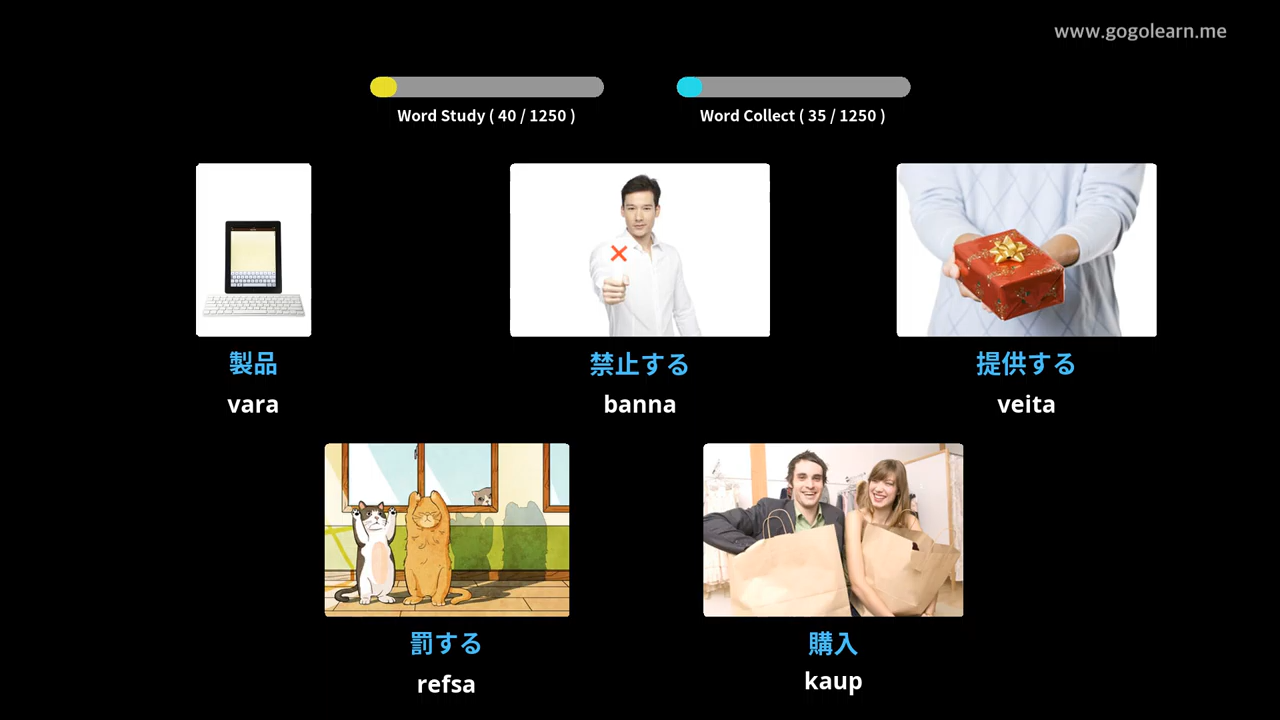 www.gogolearn.me
Word Study ( 40 / 1250 )
Word Collect ( 35 / 1250 )
製品
vara
禁止する
banna
提供する
veita
罰する
refsa
購入
kaup